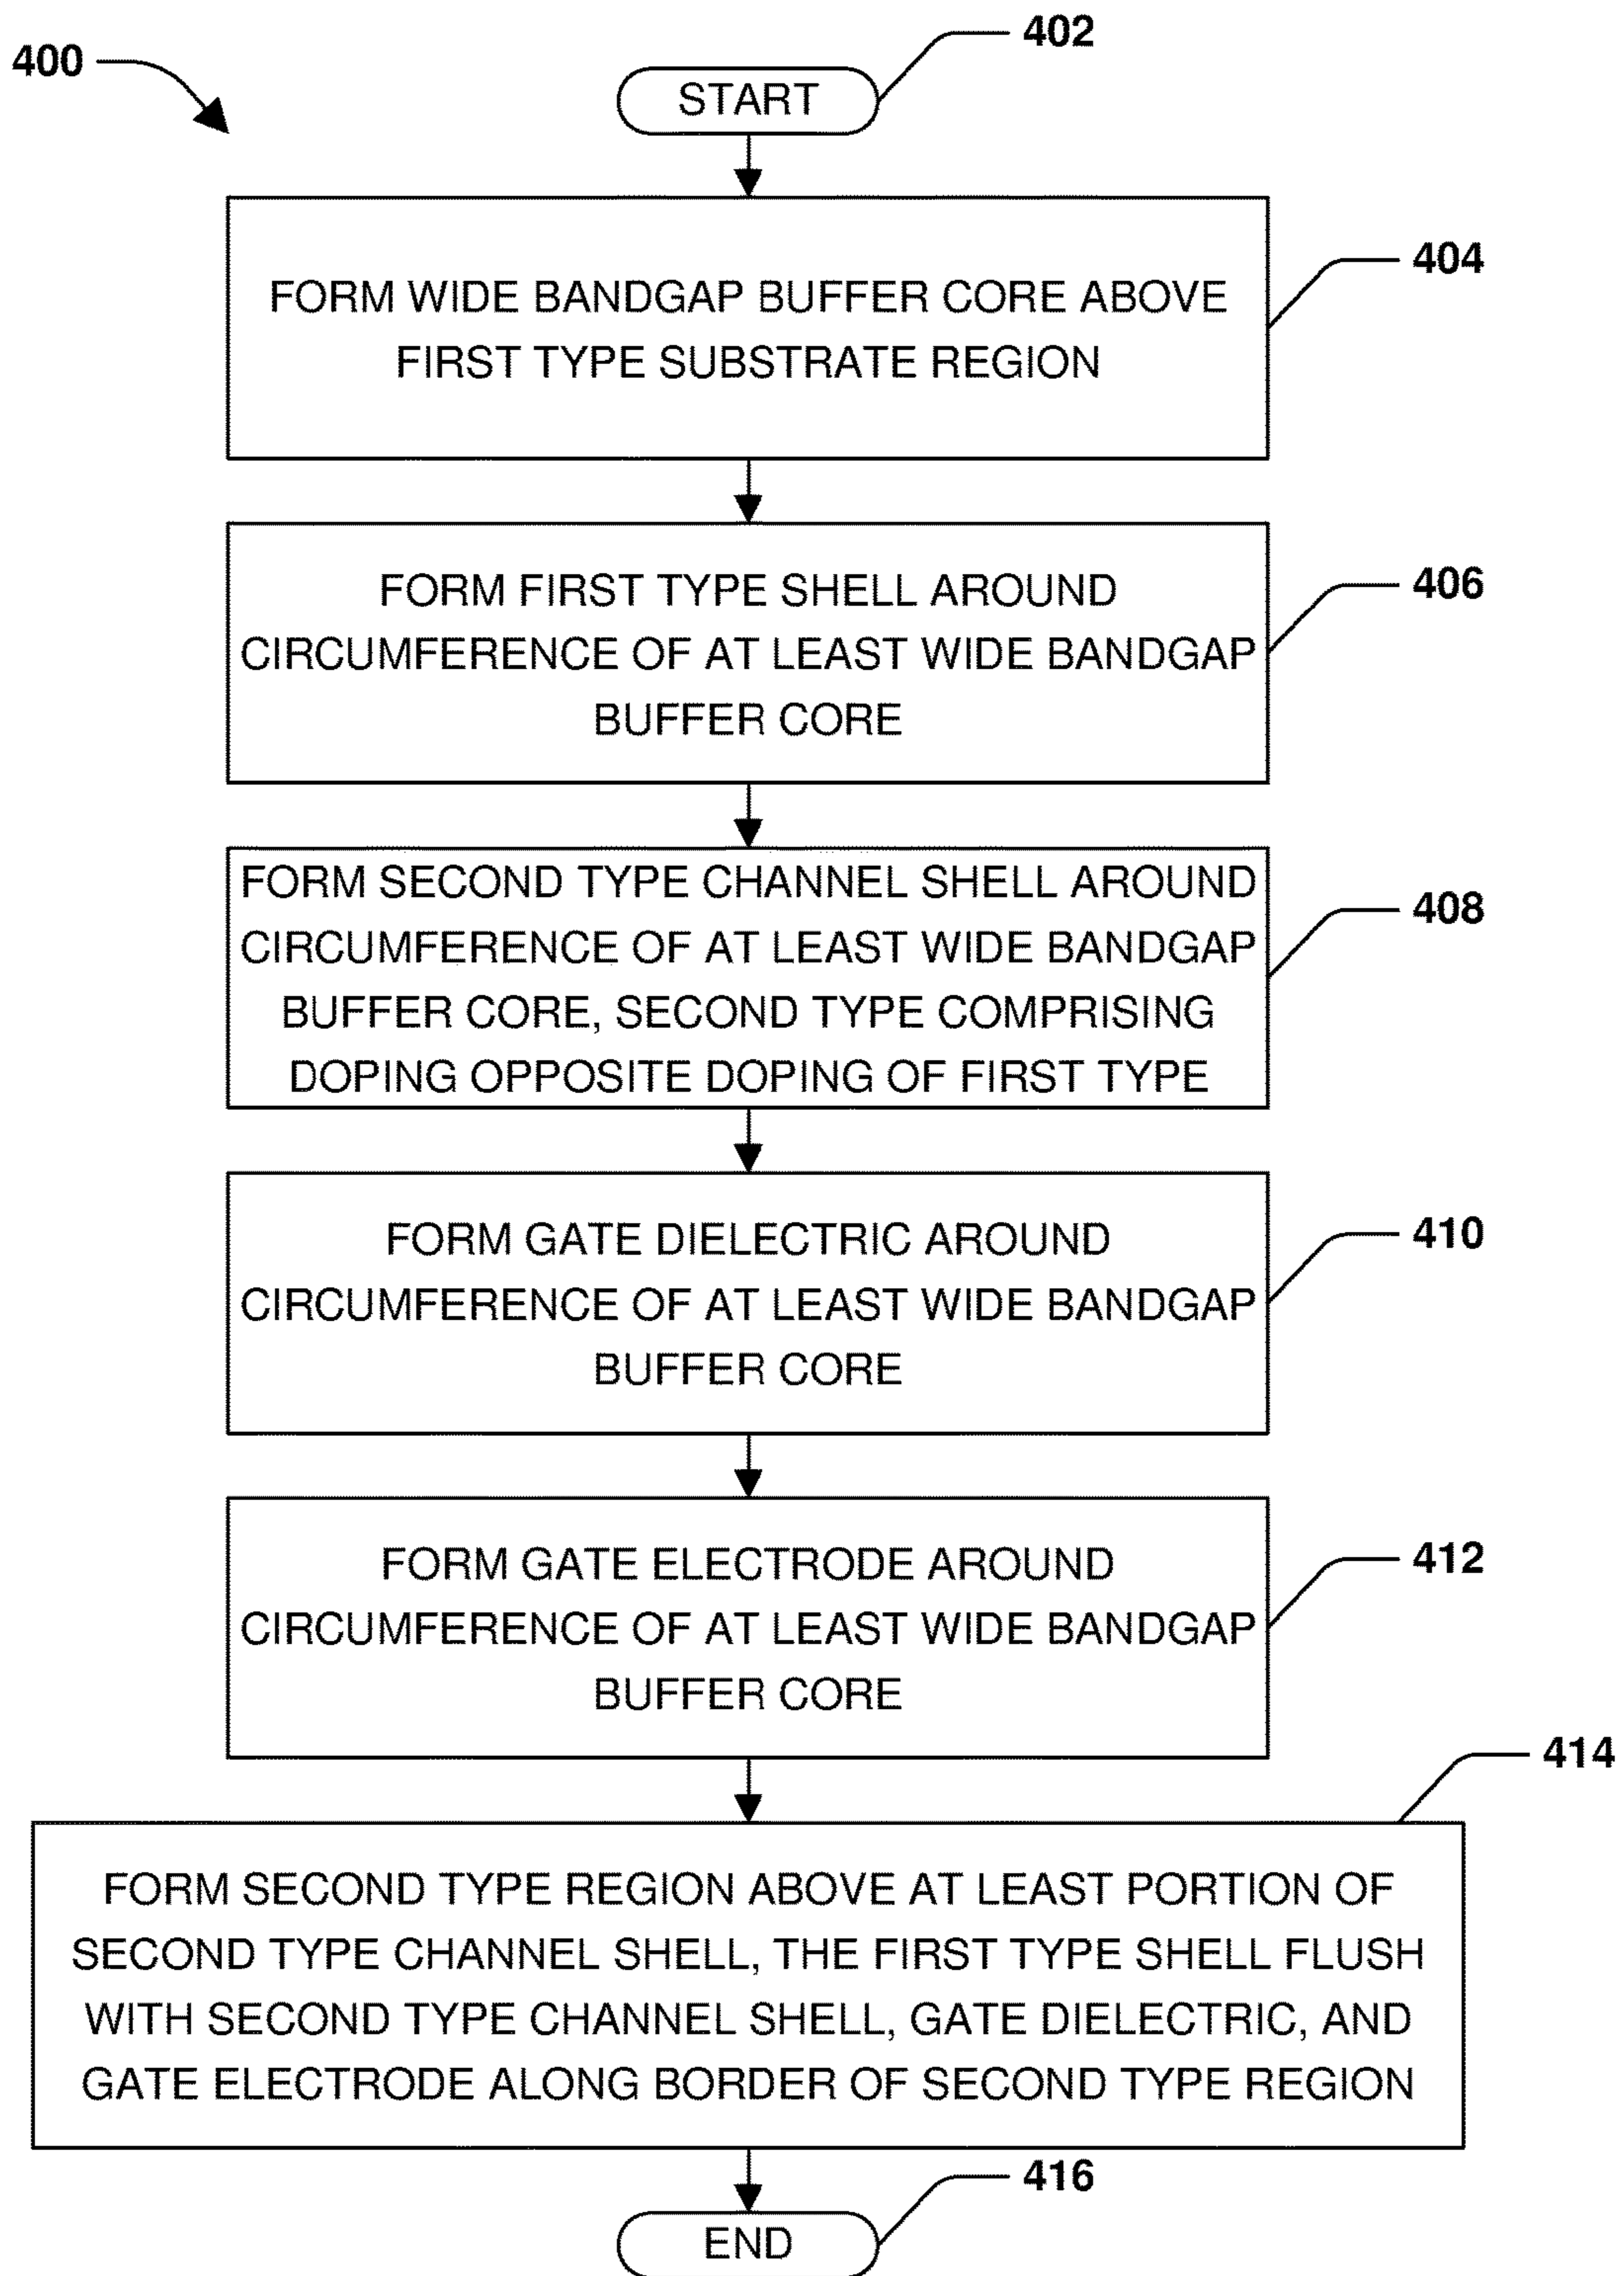 402
400
START
404
FORM WIDE BANDGAP BUFFER CORE ABOVE
FIRST TYPE SUBSTRATE REGION
406
FORM FIRST TYPE SHELL AROUND
CIRCUMFERENCE OF AT LEAST WIDE BANDGAP
BUFFER CORE
408
FORM SECOND TYPE CHANNEL SHELL AROUND
CIRCUMFERENCE OF AT LEAST WIDE BANDGAP
BUFFER CORE, SECOND TYPE COMPRISING
DOPING OPPOSITE DOPING OF FIRST TYPE
410
FORM GATE DIELECTRIC AROUND
CIRCUMFERENCE OF AT LEAST WIDE BANDGAP
BUFFER CORE
412
FORM GATE ELECTRODE AROUND
CIRCUMFERENCE OF AT LEAST WIDE BANDGAP
BUFFER CORE
414
FORM SECOND TYPE REGION ABOVE AT LEAST PORTION OF
SECOND TYPE CHANNEL SHELL, THE FIRST TYPE SHELL FLUSH
WITH SECOND TYPE CHANNEL SHELL, GATE DIELECTRIC, AND
GATE ELECTRODE ALONG BORDER OF SECOND TYPE REGION
416
END